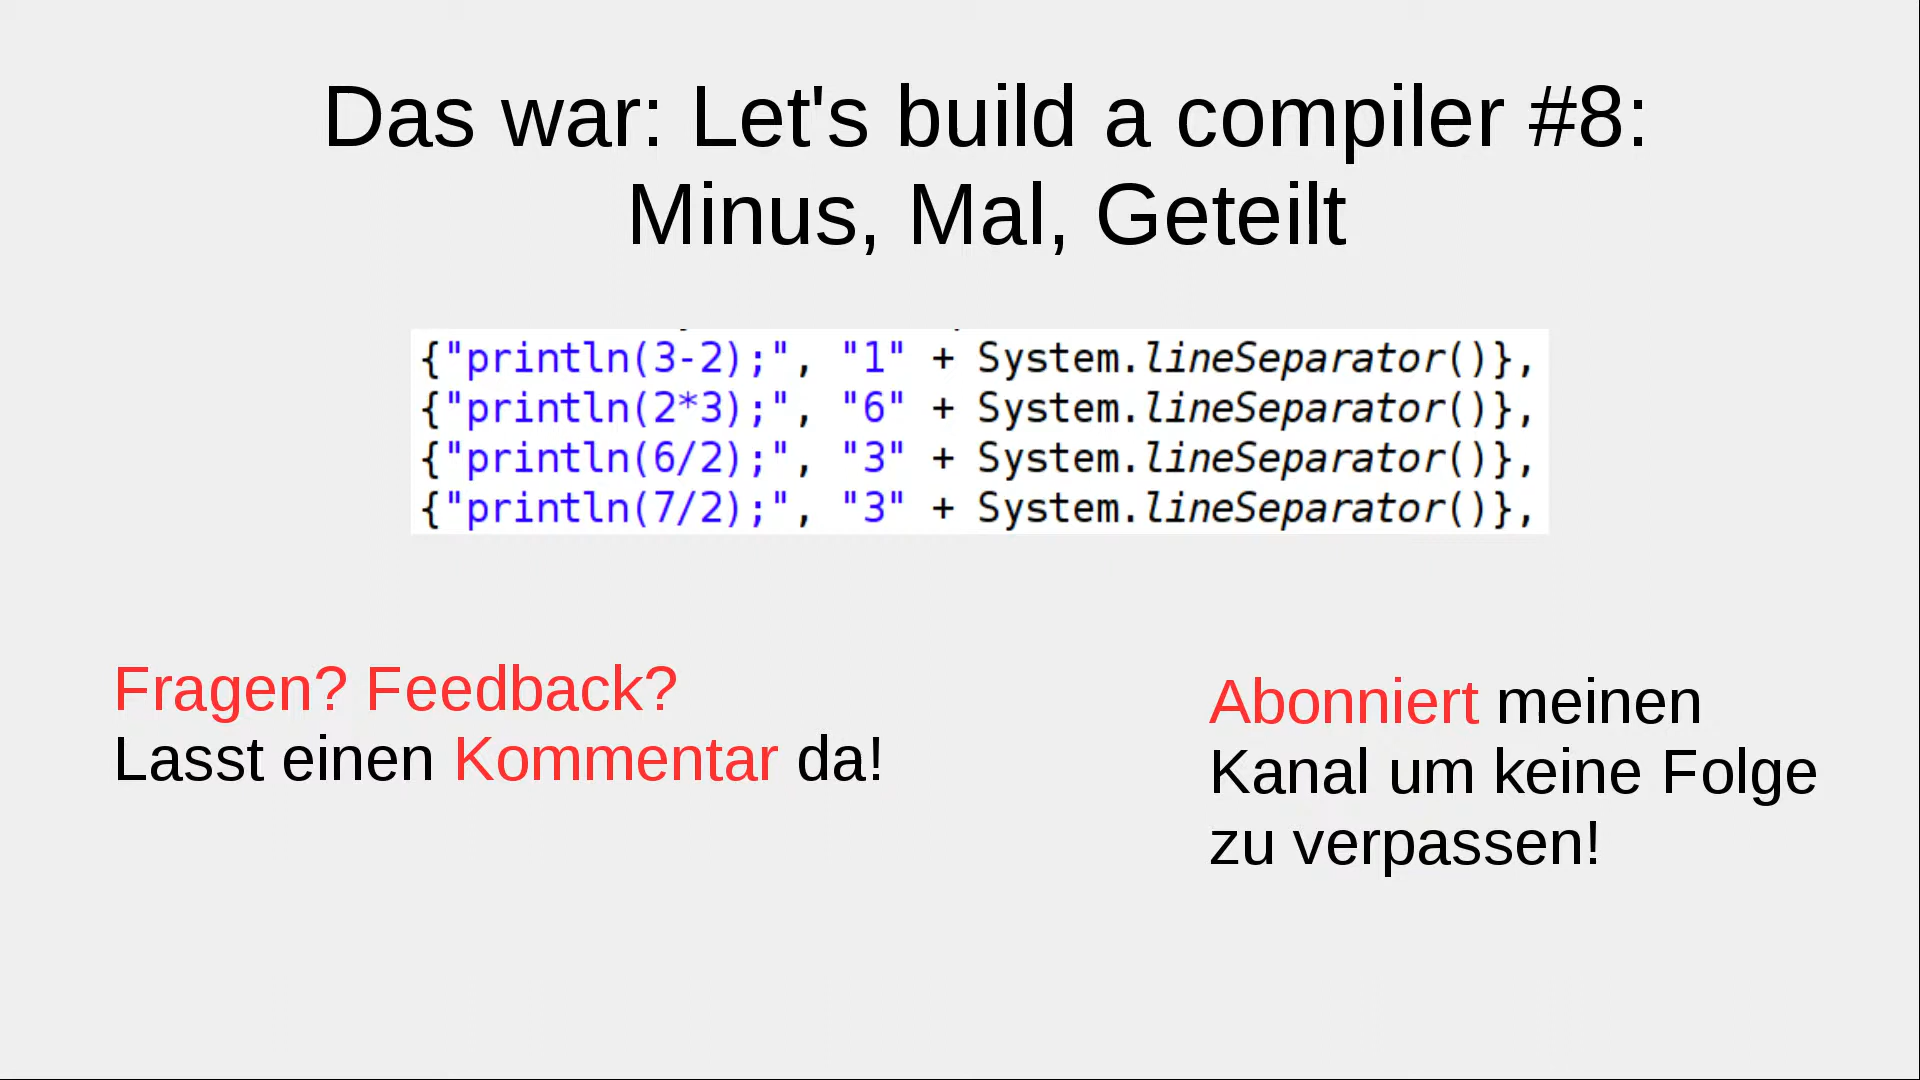 Das war: Let's build a compiler #8:
Minus, Mal, Geteilt
{"println(3-2);", "1" + System.lineSeparator()},
{"println(2*3);", "6" + System.lineSeparator()},
{"println(6/2);", "3" + System.lineSeparator()},
{"println(7/2);", "3" + System.lineSeparator()},
Fragen? Feedback?
Lasst einen Kommentar da!
Abonniert meinen
Kanal um keine Folge
zu verpassen!